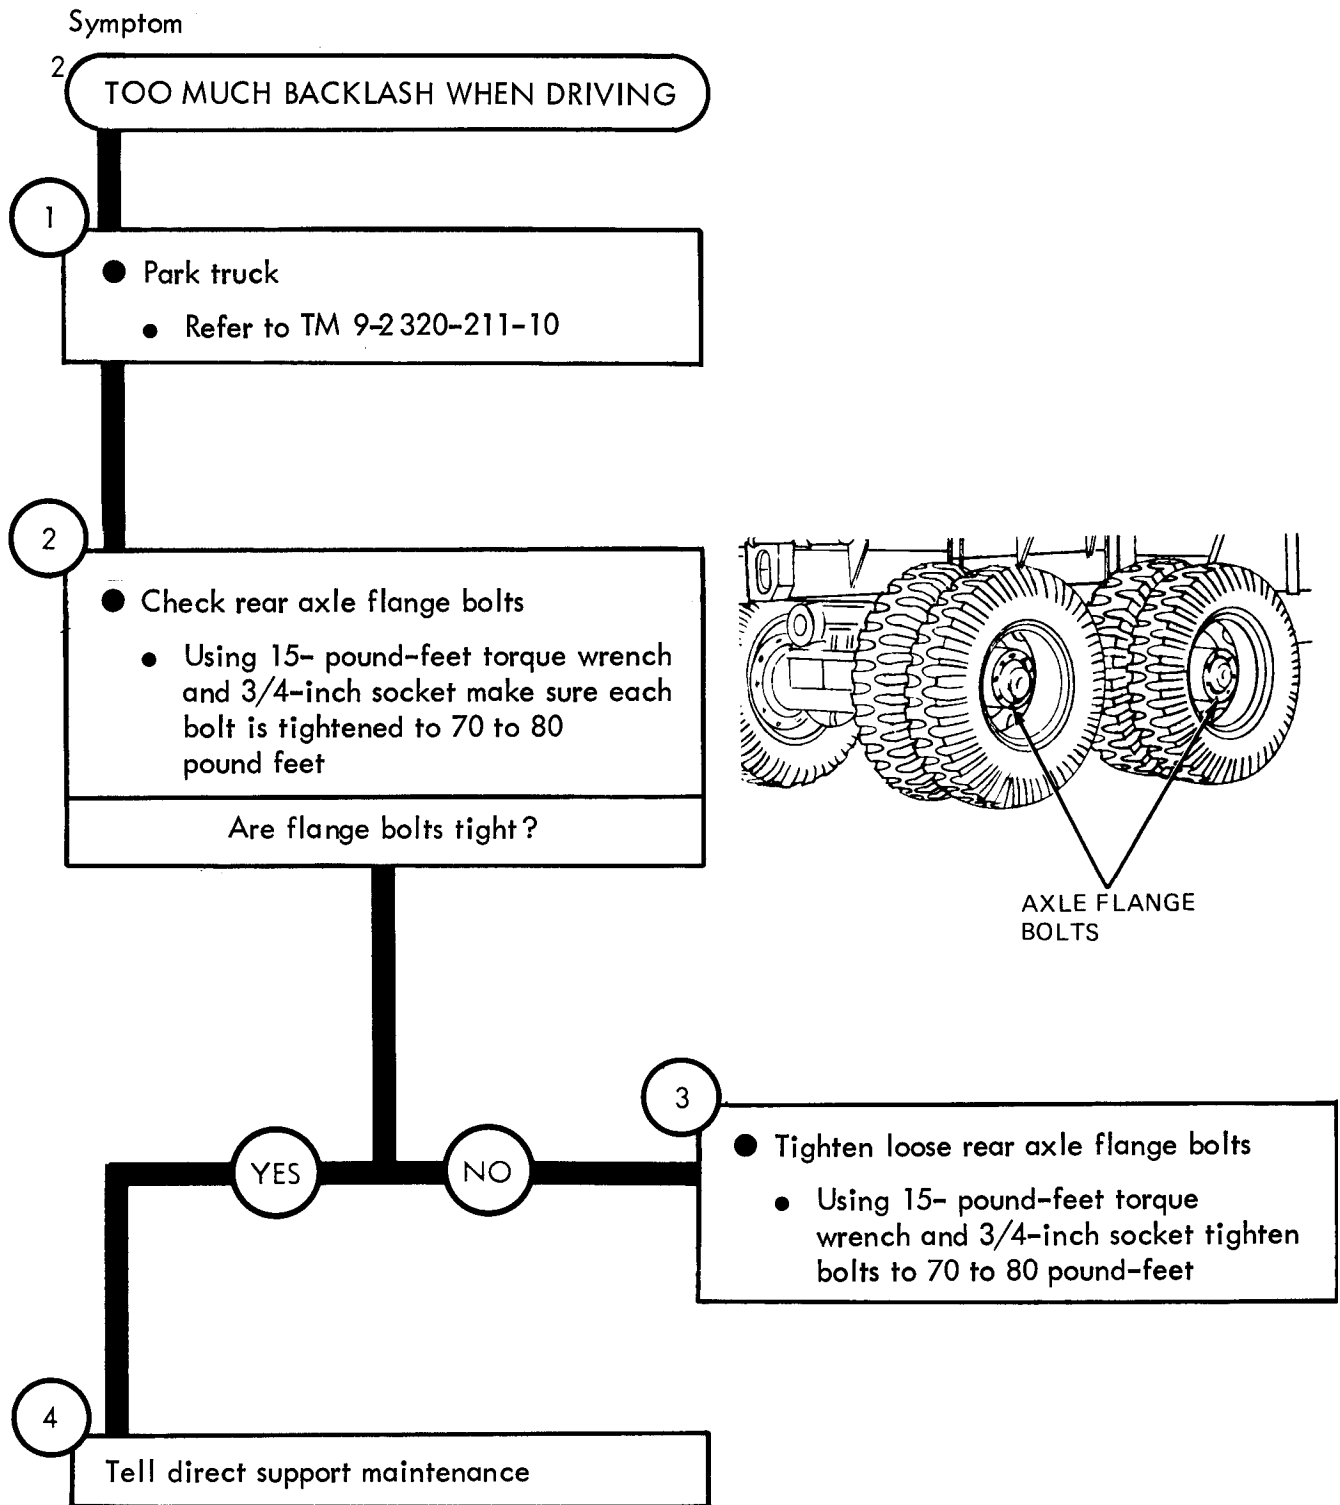 Symptom
2
TOO MUCH BACKLASH WHEN DRIVING
1
● Park truck
● Refer to TM 9-2320-211-10
2
● Check rear axle flange bolts
● Using 15- pound-feet torque wrench
and 3/4-inch socket make sure each
bolt is tightened to 70 to 80
pound feet
Are flange bolts tight?
AXLE FLANGE
BOLTS
YES
NO
3
● Tighten loose rear axle flange bolts
● Using 15- pound-feet torque
wrench and 3/4-inch socket tighten
bolts to 70 to 80 pound-feet
4
Tell direct support maintenance